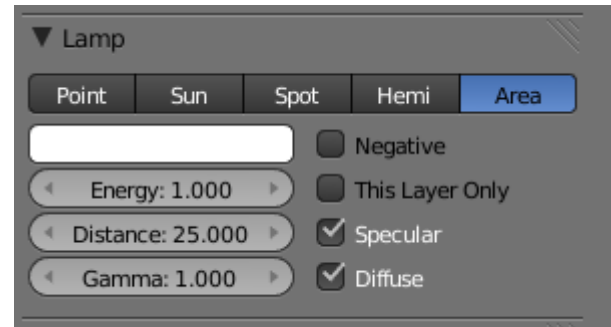 Lamp
Point Sun Spot Hemi Area
Negative
Energy: 1.000 This Layer Only
Distance: 25.000 Specular
Gamma: 1.000 Diffuse